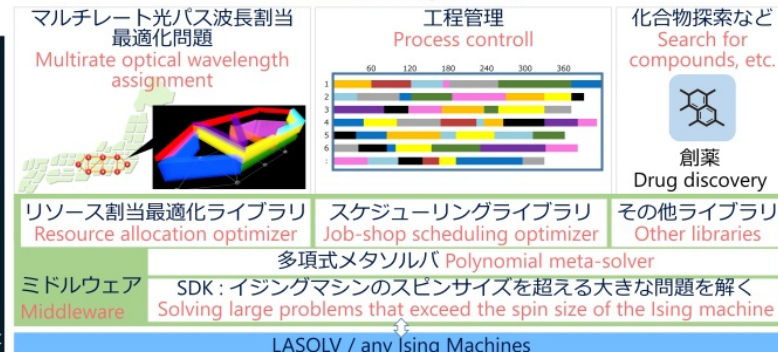 マルチレート光パス波長割当
最適化問題
Multirate optical wavelength
assignment
工程管理
Process controll
60 120 180 240 300 360
1
2
3
4
5
6
:
化合物探索など
Search for
compounds, etc.
創薬
Drug discovery
リソース割当最適化ライブラリ
Resource allocation optimizer
スケジューリングライブラリ
Job-shop scheduling optimizer
その他ライブラリ
Other libraries
ミドルウェア
Middleware
多項式メタソルバ Polynomial meta-solver
SDK : イジングマシンのスピンサイズを超える大きな問題を解く
Solving large problems that exceed the spin size of the Ising machine
LASOLV / any Ising Machines